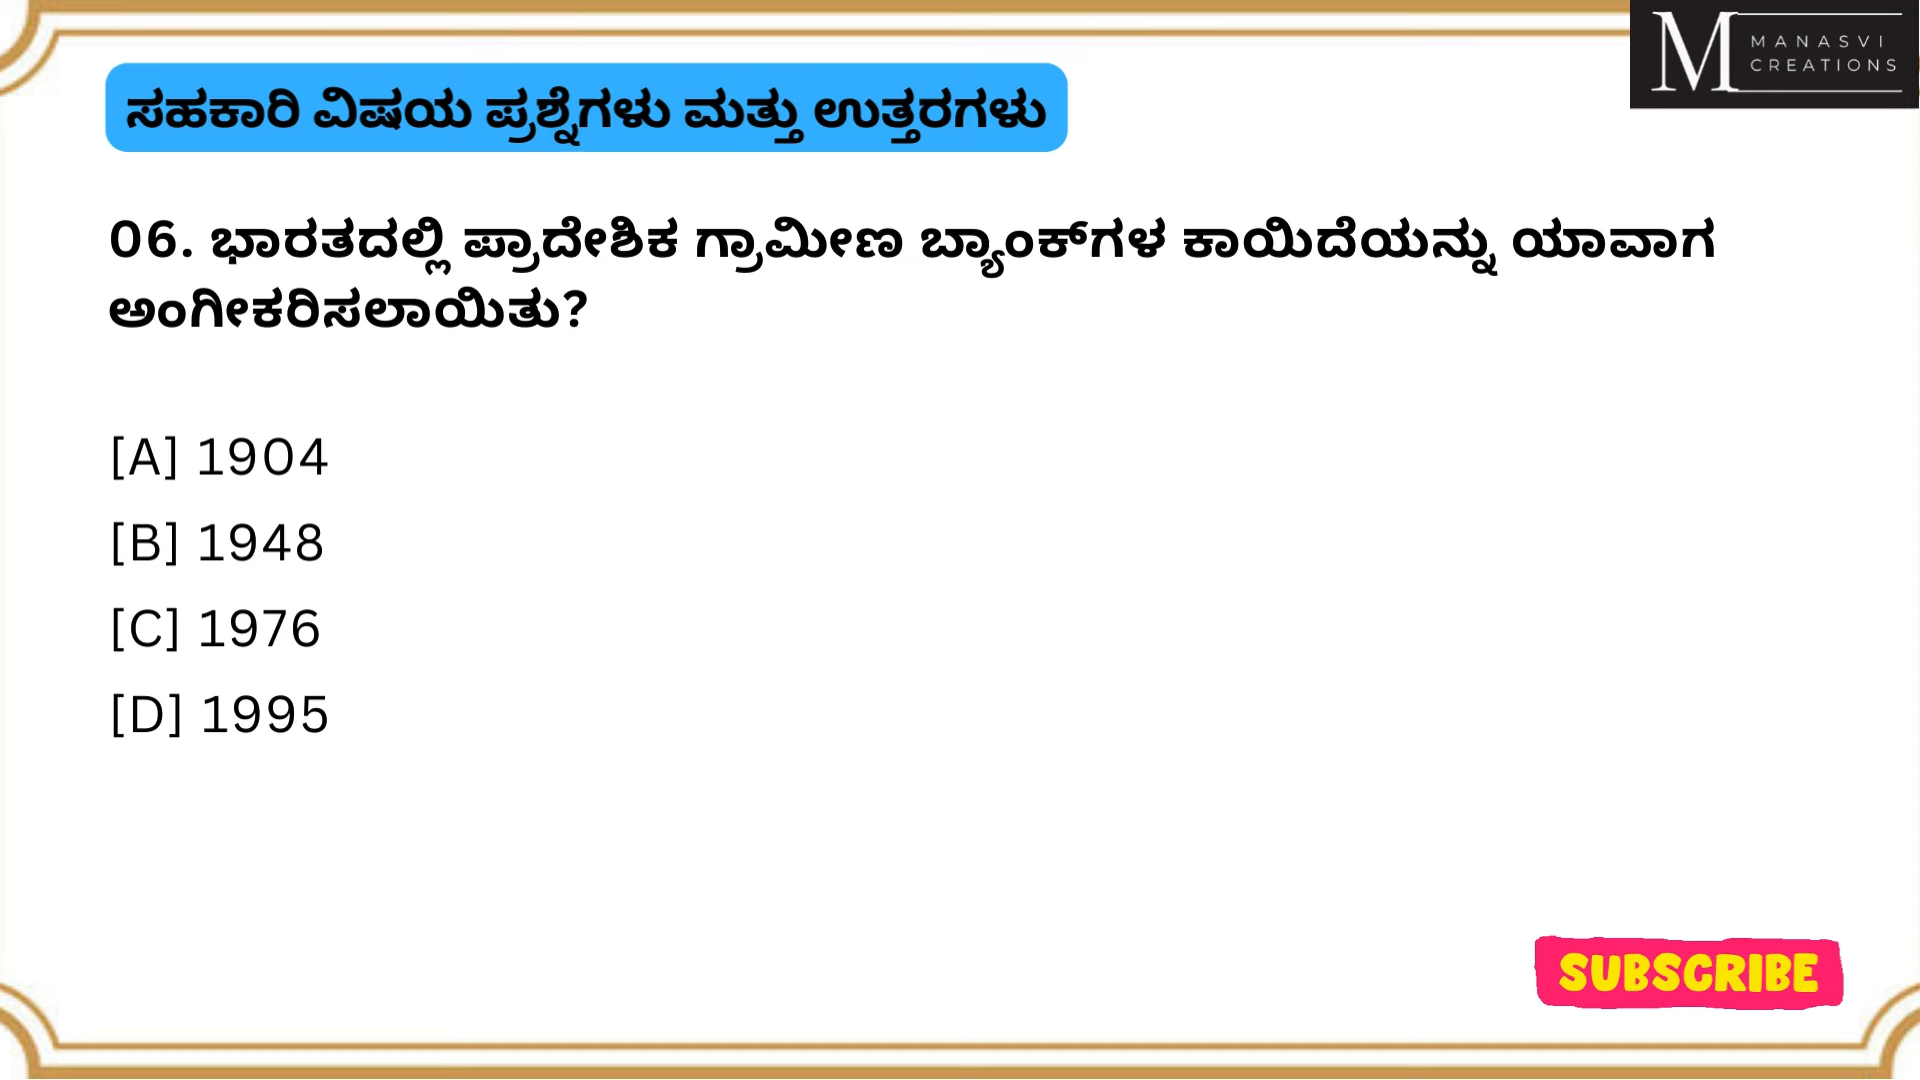 M MANASVI
CREATIONS
ಸಹಕಾರಿ ವಿಷಯ ಪ್ರಶ್ನೆಗಳು ಮತ್ತು ಉತ್ತರಗಳು
06. ಭಾರತದಲ್ಲಿ ಪ್ರಾದೇಶಿಕ ಗ್ರಾಮೀಣ ಬ್ಯಾಂಕ್‌ಗಳ ಕಾಯಿದೆಯನ್ನು ಯಾವಾಗ
ಅಂಗೀಕರಿಸಲಾಯಿತು?
[A] 1904
[B] 1948
[C] 1976
[D] 1995
SUBSCRIBE